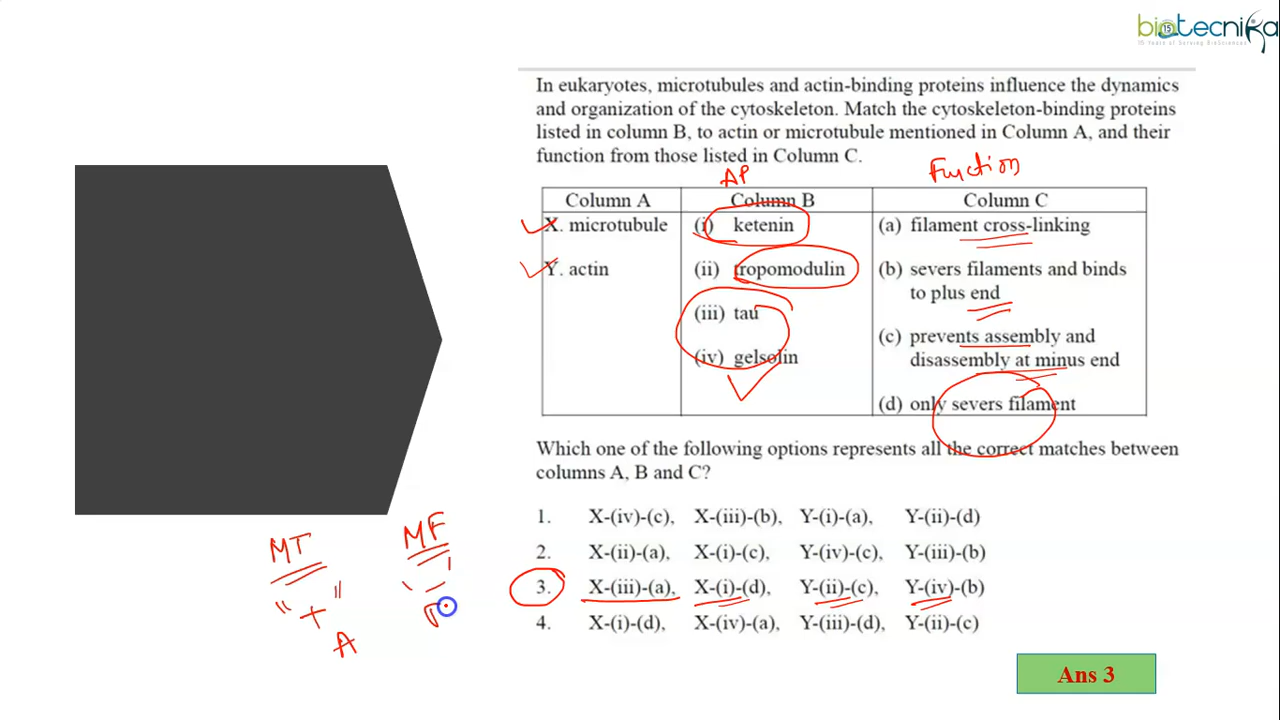 biotecnika
15 Years of Serving BioSciences
In eukaryotes, microtubules and actin-binding proteins influence the dynamics
and organization of the cytoskeleton. Match the cytoskeleton-binding proteins
listed in column B, to actin or microtubule mentioned in Column A, and their
function from those listed in Column C.
AP
Function
Column A Column B Column C
X. microtubule (i) ketenin (a) filament cross-linking
Y. actin (ii) tropomodulin (b) severs filaments and binds
to plus end
(iii) tau (c) prevents assembly and
disassembly at minus end
(iv) gelsolin
(d) only severs filament
Which one of the following options represents all the correct matches between
columns A, B and C?
1. X-(iv)-(c), X-(iii)-(b), Y-(i)-(a), Y-(ii)-(d)
2. X-(ii)-(a), X-(i)-(c), Y-(iv)-(c), Y-(iii)-(b)
3. X-(iii)-(a), X-(i)-(d), Y-(ii)-(c), Y-(iv)-(b)
4. X-(i)-(d), X-(iv)-(a), Y-(iii)-(d), Y-(ii)-(c)
MT MF
"+" '-'
A
Ans 3